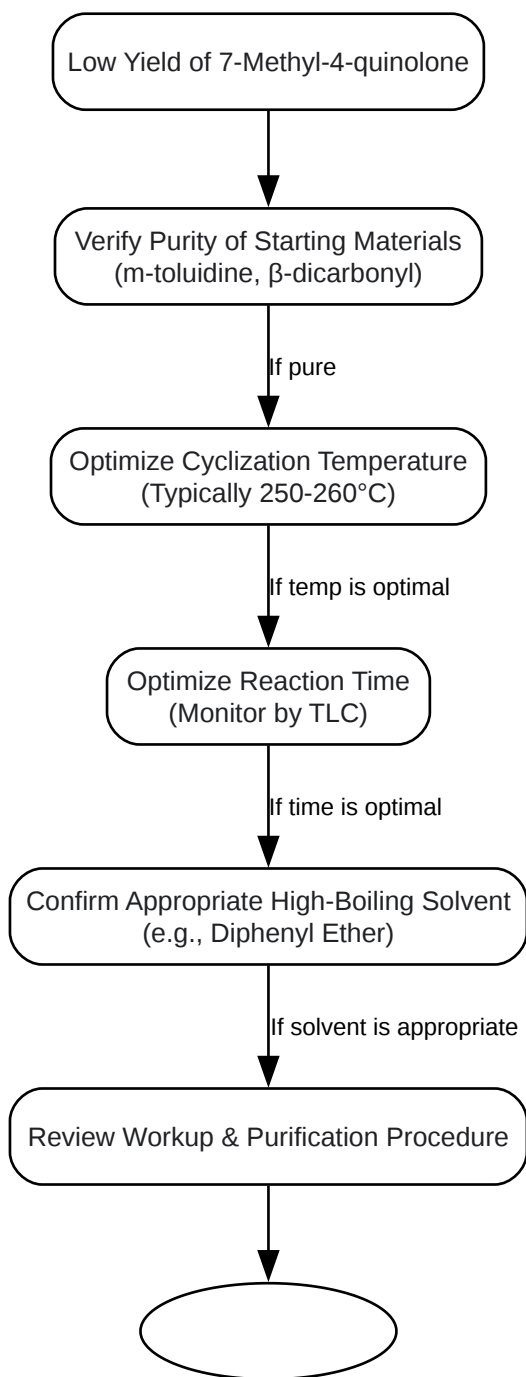 Low Yield of 7-Methyl-4-quinolone
Verify Purity of Starting Materials
(m-toluidine, β-dicarbonyl)
If pure
Optimize Cyclization Temperature
(Typically 250-260°C)
If temp is optimal
Optimize Reaction Time
(Monitor by TLC)
If time is optimal
Confirm Appropriate High-Boiling Solvent
(e.g., Diphenyl Ether)
If solvent is appropriate
Review Workup & Purification Procedure